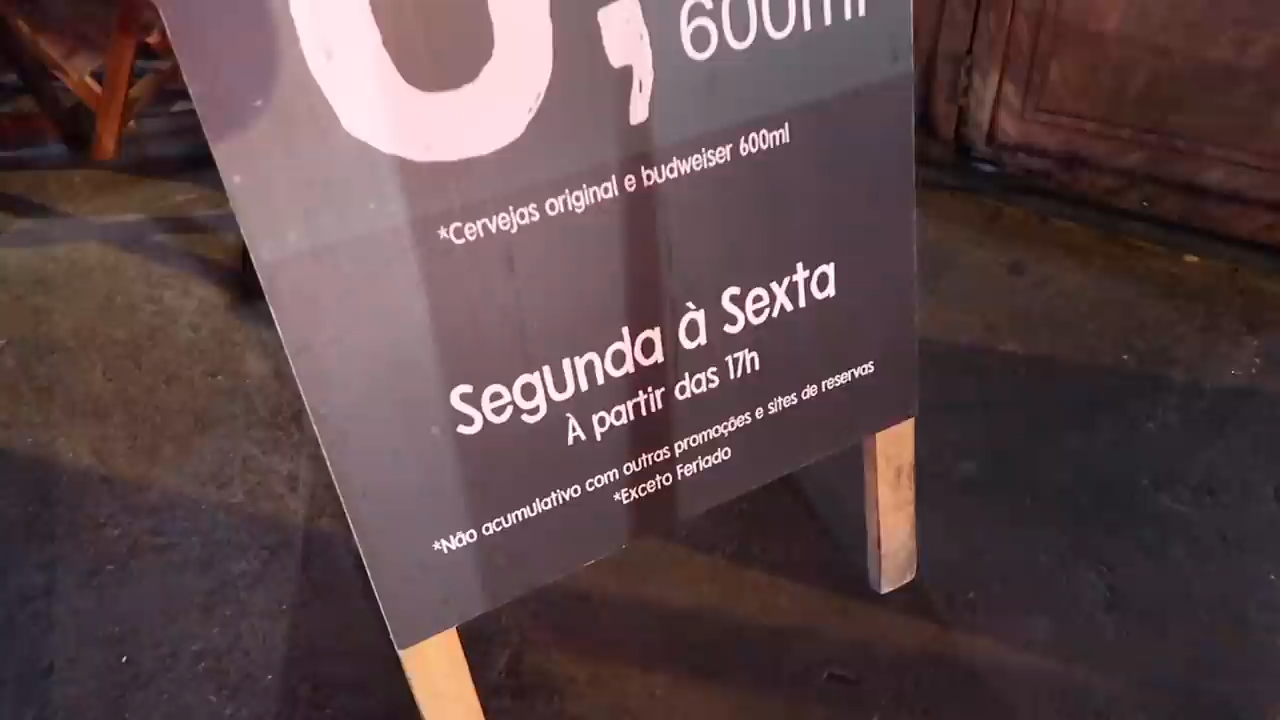 600ml
*Cervejas original e budweiser 600ml
Segunda à Sexta
À partir das 17h
*Não acumulativo com outras promoções e sites de reservas
*Exceto Feriado